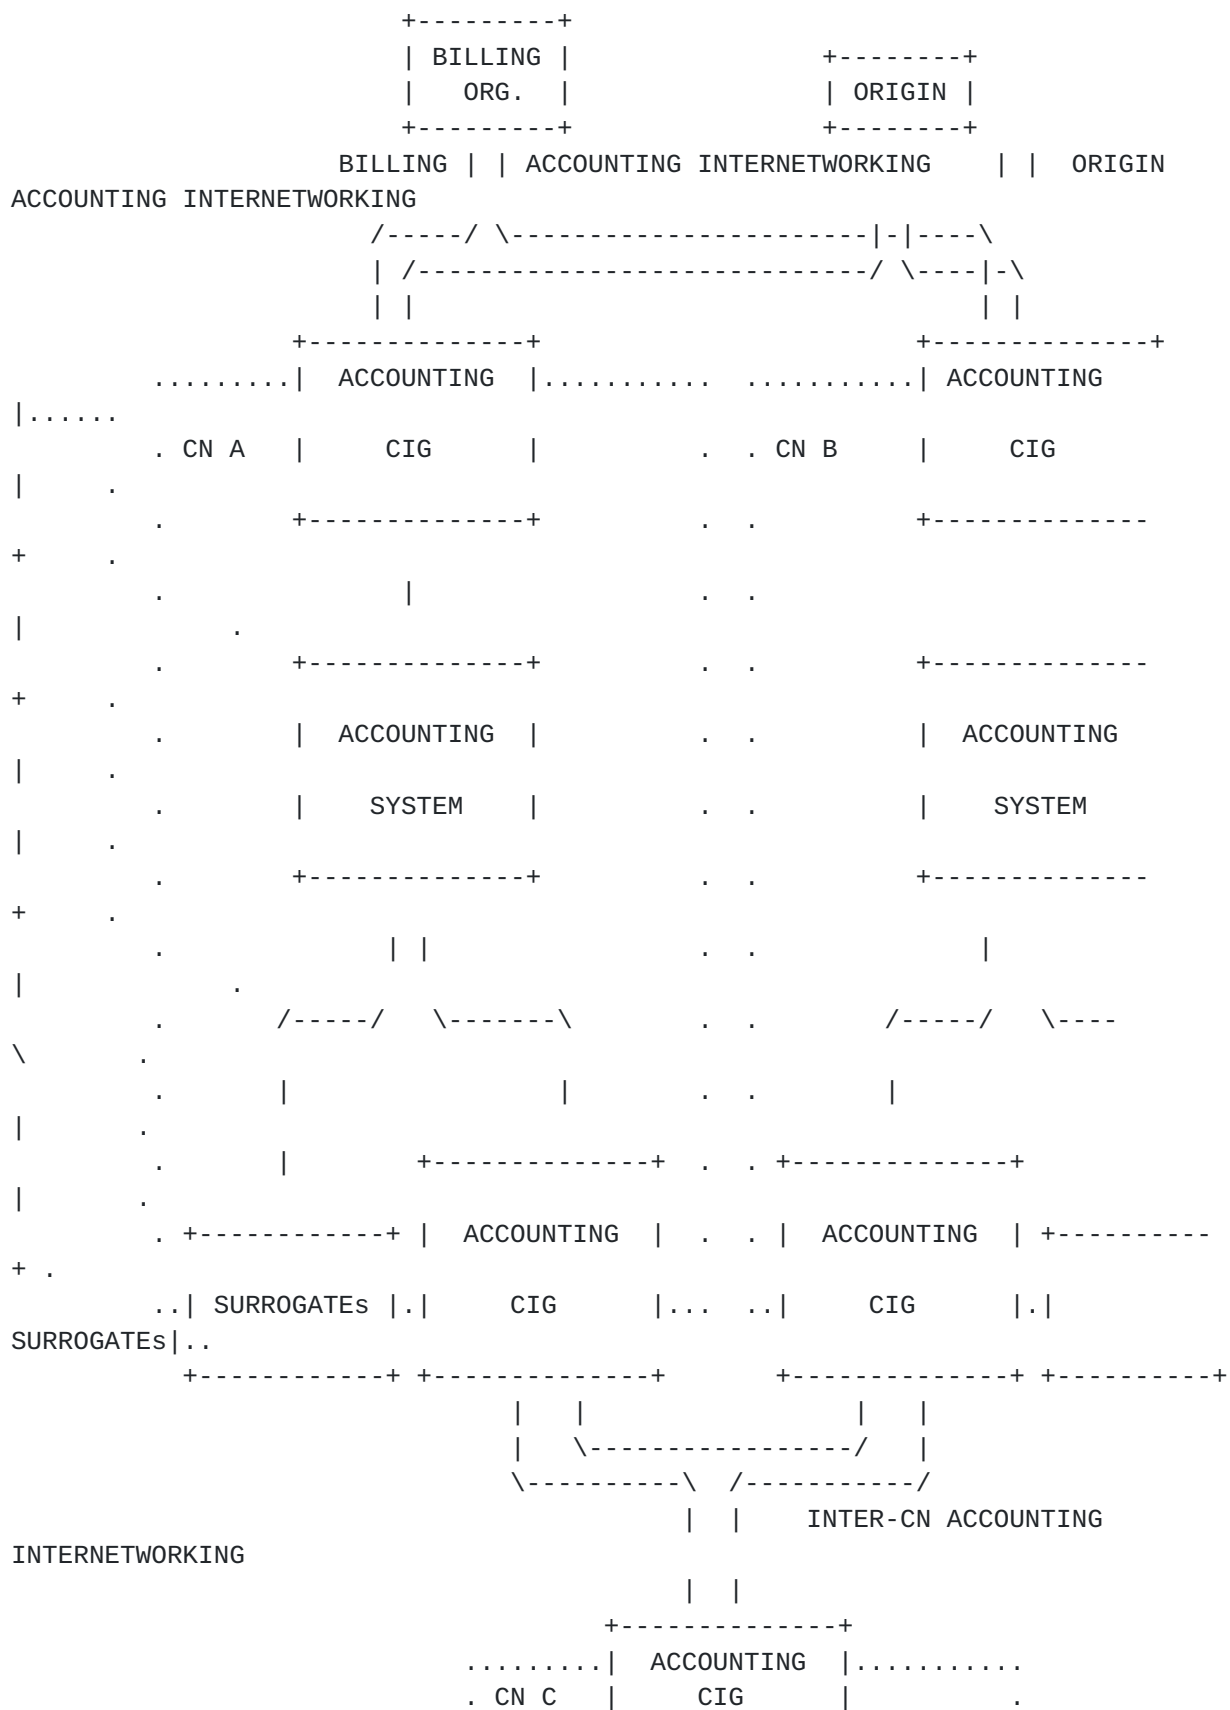 +---------+
| BILLING |                +--------+
|   ORG.  |                | ORIGIN |
+---------+                +--------+
BILLING | | ACCOUNTING INTERNETWORKING    | |  ORIGIN
ACCOUNTING INTERNETWORKING
/-----/ \-----------------------|-|----\
| /-----------------------------/ \----|-\
| |                                    | |
+--------------+                         +--------------+
.........|  ACCOUNTING  |...........  ...........| ACCOUNTING
|......
. CN A   |     CIG      |          .  . CN B     |     CIG
|     .
.        +--------------+          .  .          +--------------
+     .
.               |                  .  .
|             .
.        +--------------+          .  .          +--------------
+     .
.        |  ACCOUNTING  |          .  .          |  ACCOUNTING
|     .
.        |    SYSTEM    |          .  .          |    SYSTEM
|     .
.        +--------------+          .  .          +--------------
+     .
.              | |                 .  .              |
|             .
.       /-----/   \-------\        .  .        /-----/   \----
\       .
.       |                 |        .  .        |
|       .
.       |        +--------------+  .  . +--------------+
|       .
. +------------+ |  ACCOUNTING  |  .  . |  ACCOUNTING  | +----------
+ .
..| SURROGATEs |.|     CIG      |...  ..|     CIG      |.|
SURROGATEs|..
+------------+ +--------------+       +--------------+ +----------+
|   |                 |   |
|   \-----------------/   |
\----------\  /-----------/
|  |    INTER-CN ACCOUNTING
INTERNETWORKING
|  |
+--------------+
.........|  ACCOUNTING  |...........
. CN C   |     CIG      |          .